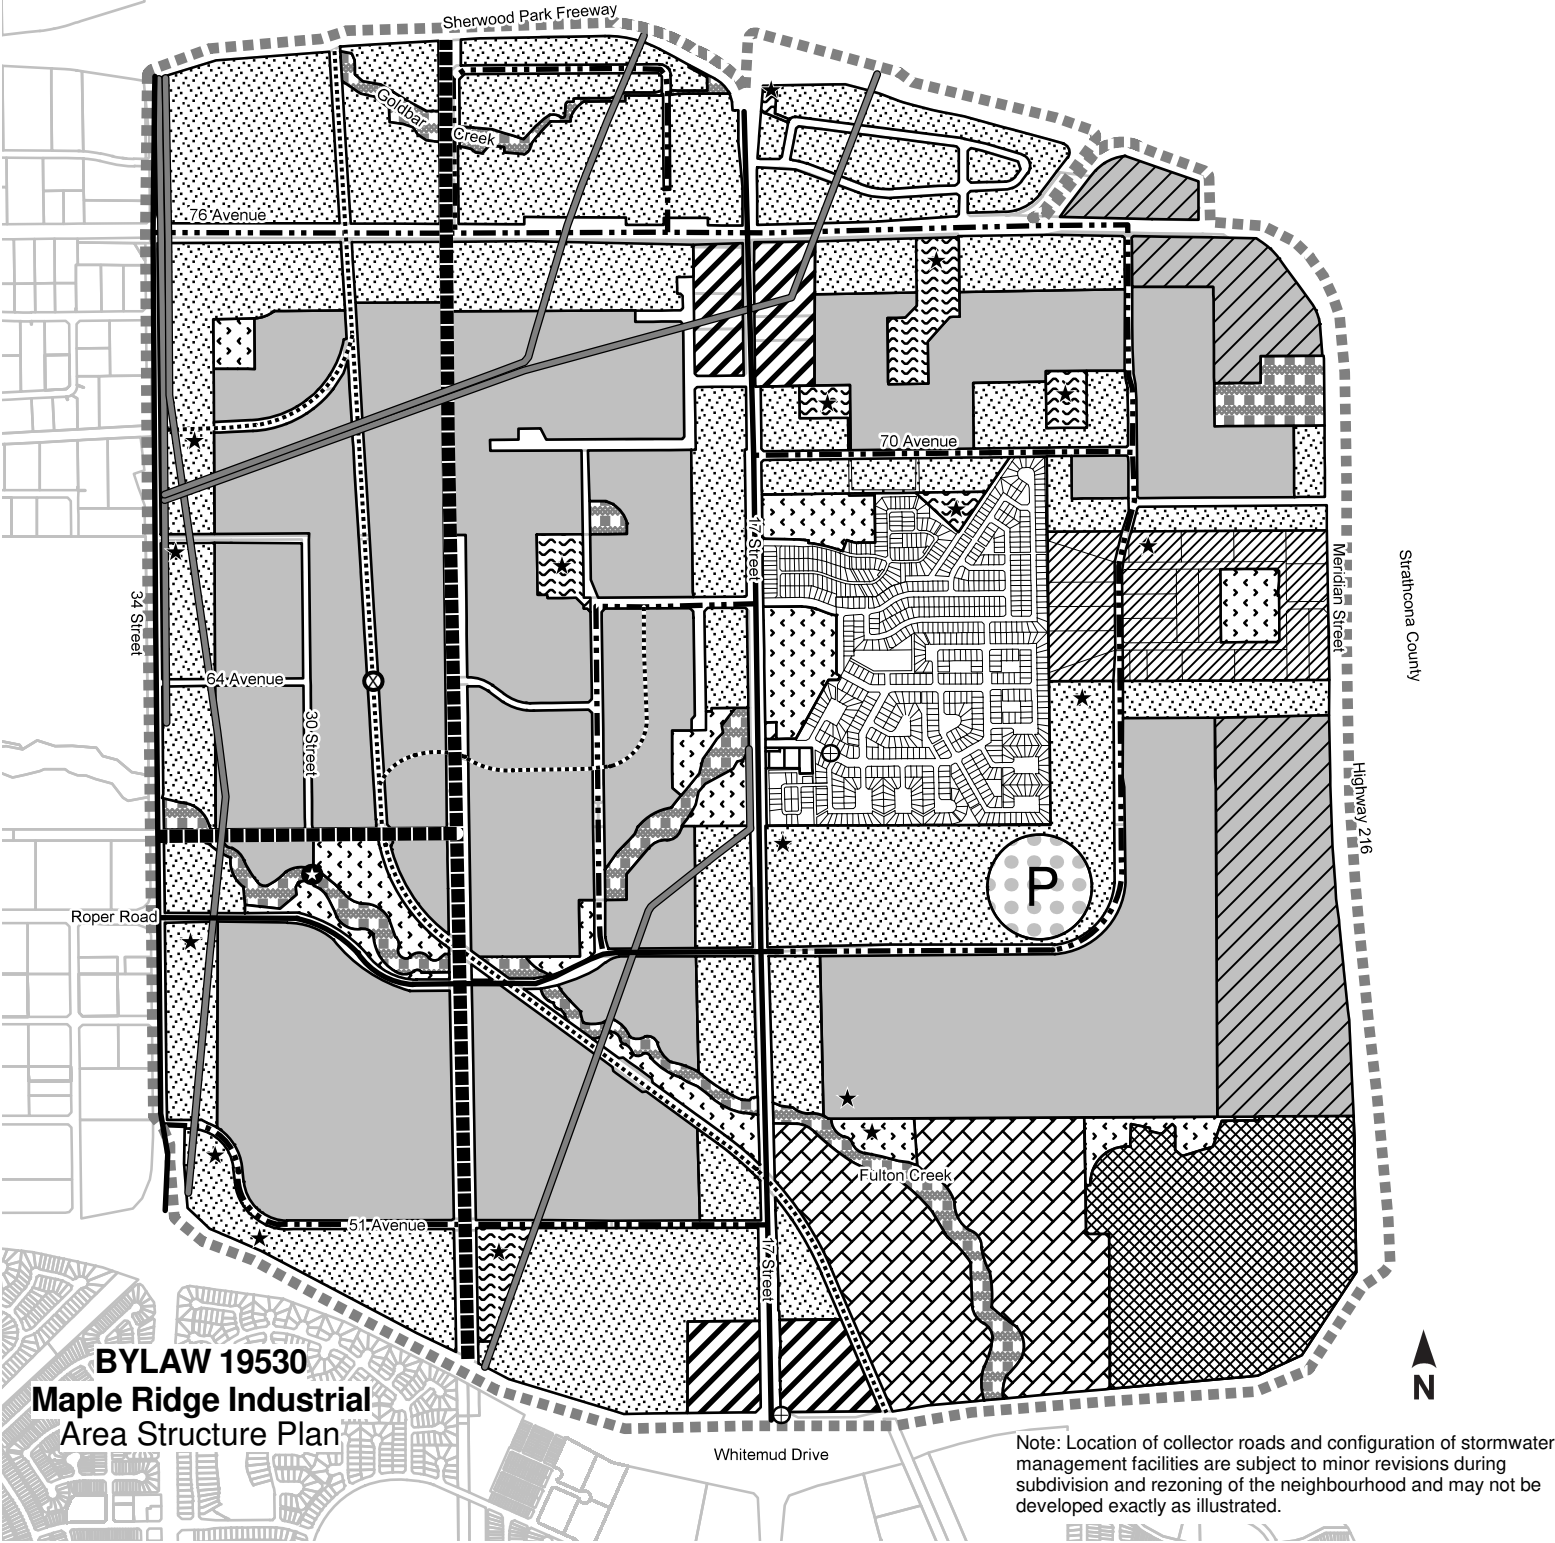 Sherwood Park Freeway
Goldbar
Creek
76 Avenue
70 Avenue
17 Street
34 Street
Meridian Street
Strathcona County
64 Avenue
30 Street
Highway 216
P
Roper Road
Fulton Creek
51 Avenue
17 Street
BYLAW 19530
Maple Ridge Industrial
Area Structure Plan
N
Whitemud Drive
Note: Location of collector roads and configuration of stormwater
management facilities are subject to minor revisions during
subdivision and rezoning of the neighbourhood and may not be
developed exactly as illustrated.